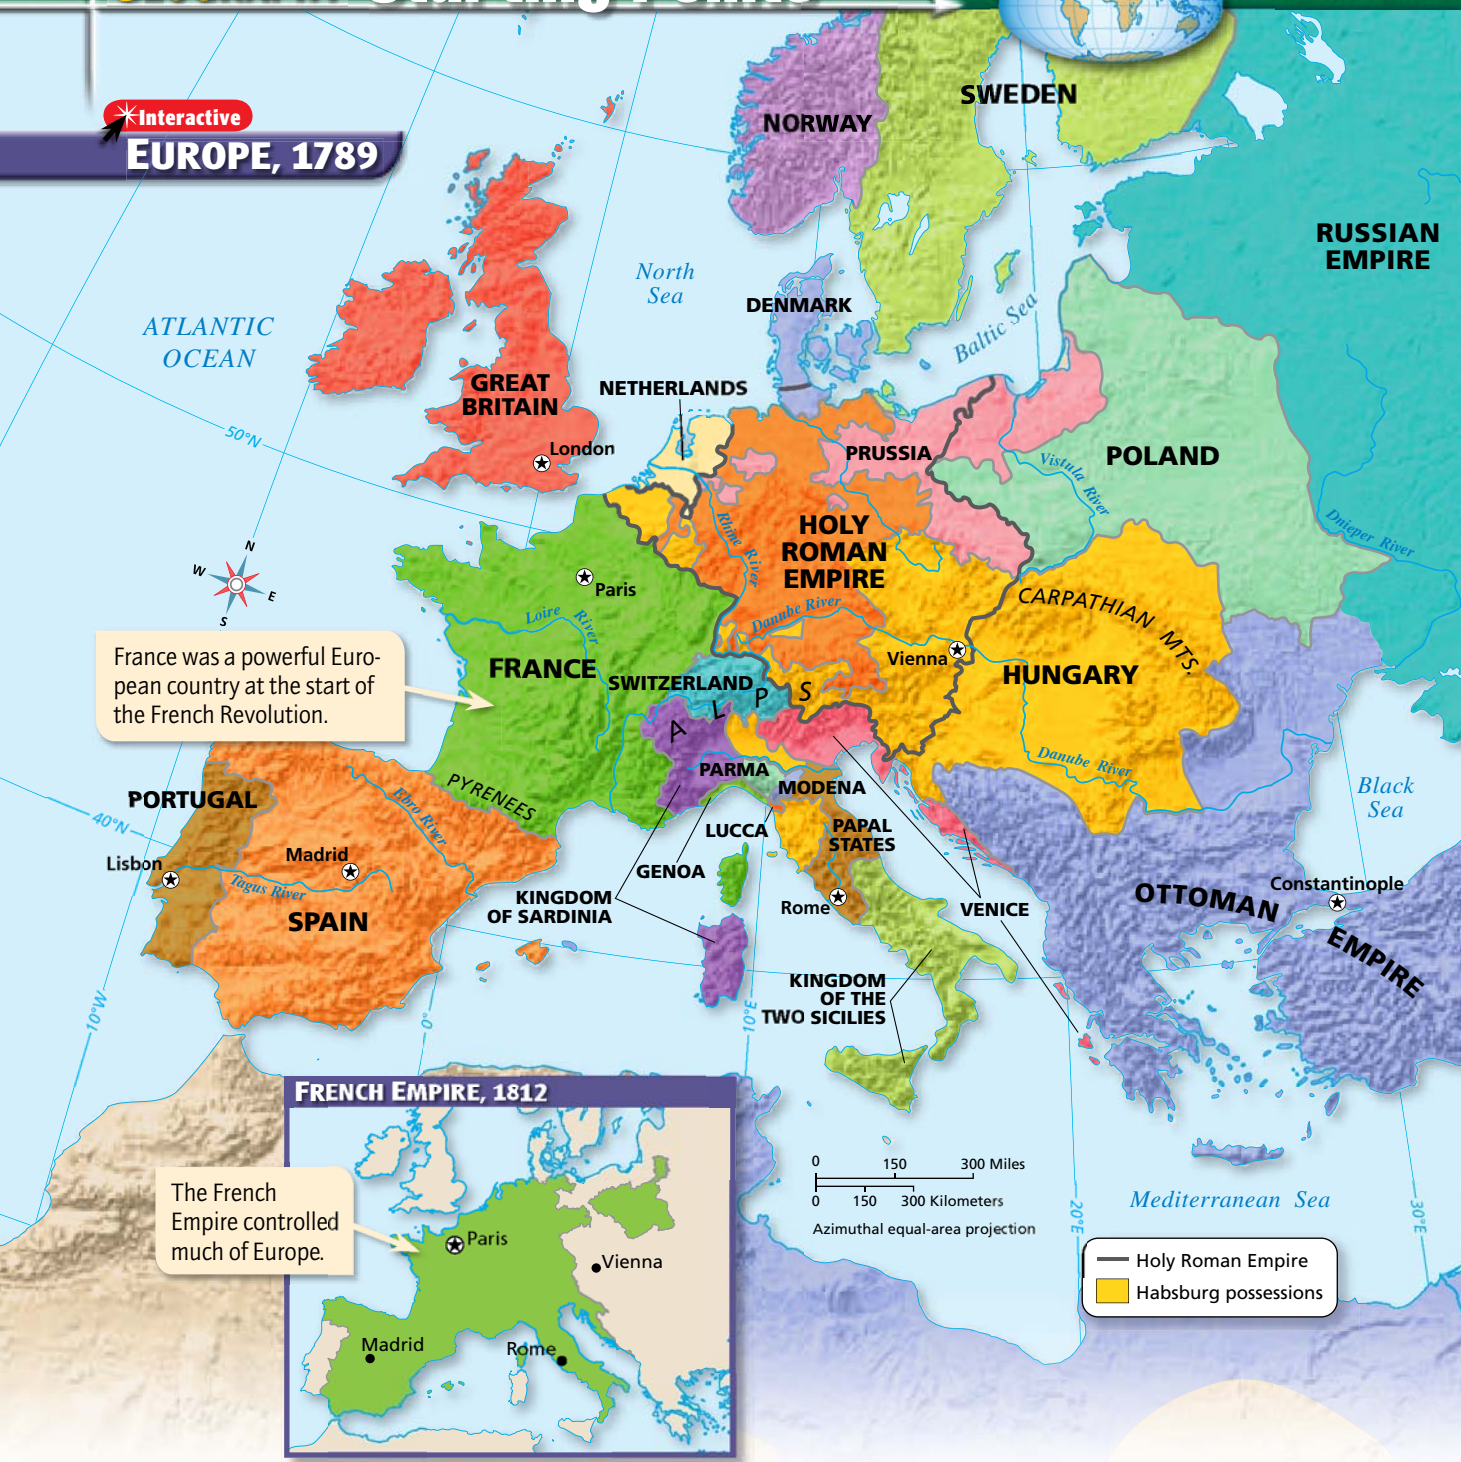 Interactive
EUROPE, 1789
NORWAY
SWEDEN
RUSSIAN
EMPIRE
North
Sea
DENMARK
Baltic Sea
ATLANTIC
OCEAN
GREAT
BRITAIN
London
NETHERLANDS
50°N
PRUSSIA
POLAND
Vistula River
Dnieper River
Rhine River
HOLY
ROMAN
EMPIRE
N
W
E
S
Paris
Loire River
Danube River
CARPATHIAN MTS.
France was a powerful Euro-
pean country at the start of
the French Revolution.
FRANCE
SWITZERLAND
Vienna
HUNGARY
ALPS
PARMA
MODENA
Danube River
Black
Sea
PYRENEES
PORTUGAL
Ebro River
40°N
LUCCA
PAPAL
STATES
Lisbon
Madrid
Tagus River
GENOA
KINGDOM
OF SARDINIA
Rome
VENICE
OTTOMAN
EMPIRE
Constantinople
SPAIN
KINGDOM
OF THE
TWO SICILIES
10°W
0°
10°E
20°E
30°E
FRENCH EMPIRE, 1812
The French
Empire controlled
much of Europe.
Paris
Vienna
Madrid
Rome
0 150 300 Miles
0 150 300 Kilometers
Azimuthal equal-area projection
Mediterranean Sea
Holy Roman Empire
Habsburg possessions